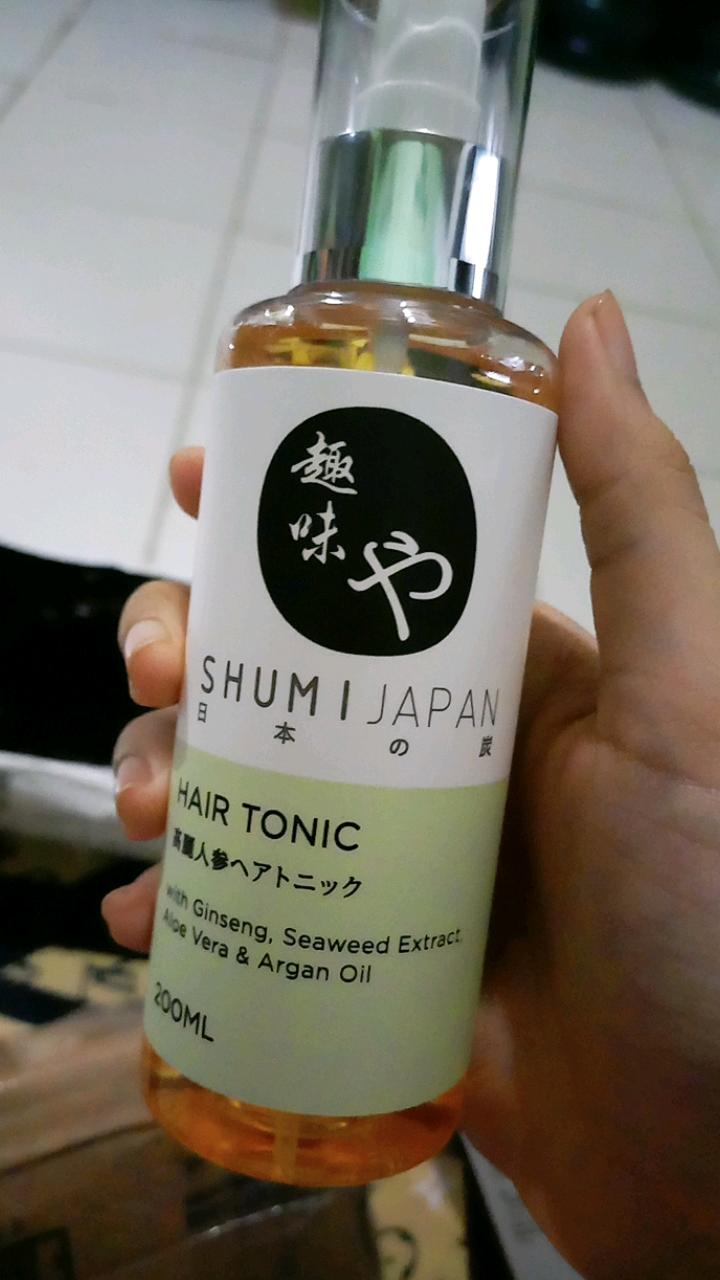 趣味や
SHUMI JAPAN
日本の炭
HAIR TONIC
高麗人参ヘアトニック
with Ginseng, Seaweed Extract,
Aloe Vera & Argan Oil
200ML